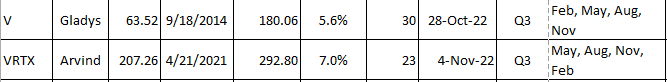 V Gladys 63.52 9/18/2014 180.06 5.6% 30 28-Oct-22 Q3 Feb, May, Aug,
Nov
VRTX Arvind 207.26 4/21/2021 292.80 7.0% 23 4-Nov-22 Q3 May, Aug, Nov,
Feb